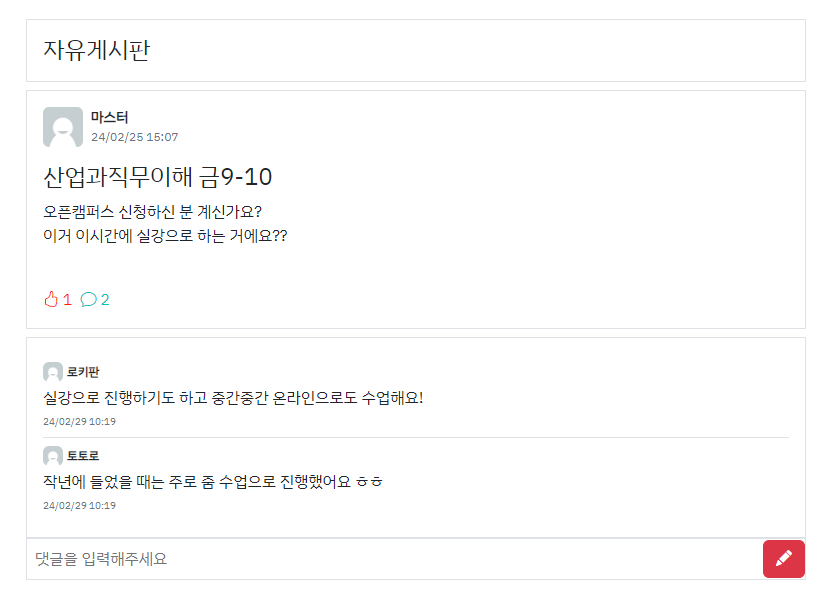 자유게시판
마스터
24/02/25 15:07
산업과직무이해 금9-10
오픈캠퍼스 신청하신 분 계신가요?
이거 이시간에 실강으로 하는 거에요??
1 2
로키판
실강으로 진행하기도 하고 중간중간 온라인으로도 수업해요!
24/02/29 10:19
토토로
작년에 들었을 때는 주로 줌 수업으로 진행했어요 ㅎㅎ
24/02/29 10:19
댓글을 입력해주세요